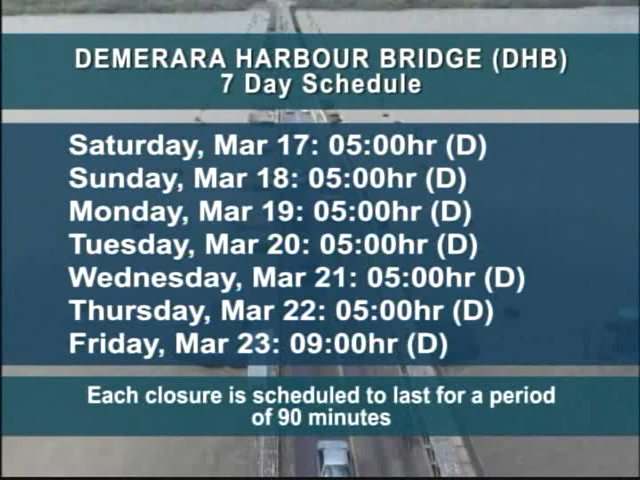 DEMERARA HARBOUR BRIDGE (DHB)
7 Day Schedule
Saturday, Mar 17: 05:00hr (D)
Sunday, Mar 18: 05:00hr (D)
Monday, Mar 19: 05:00hr (D)
Tuesday, Mar 20: 05:00hr (D)
Wednesday, Mar 21: 05:00hr (D)
Thursday, Mar 22: 05:00hr (D)
Friday, Mar 23: 09:00hr (D)
Each closure is scheduled to last for a period
of 90 minutes